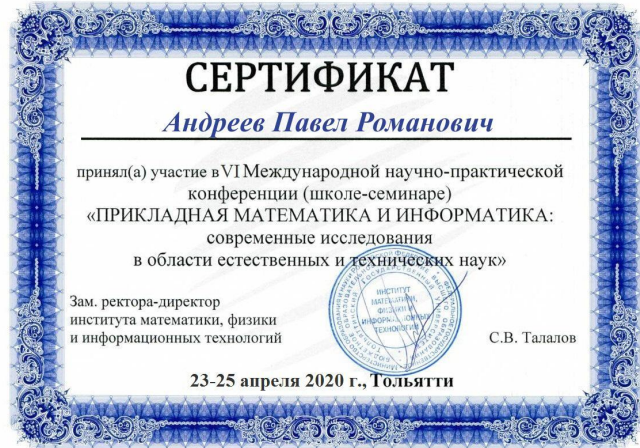 СЕРТИФИКАТ
Андреев Павел Романович
принял(а) участие в VI Международной научно-практической
конференции (школе-семинаре)
«ПРИКЛАДНАЯ МАТЕМАТИКА И ИНФОРМАТИКА:
современные исследования
в области естественных и технических наук»
Зам. ректора-директор
института математики, физики
и информационных технологий
ИНСТИТУТ
МАТЕМАТИКИ,
ФИЗИКИ И
ИНФОРМАЦИОННЫХ
ТЕХНОЛОГИЙ
С.В. Талалов
23-25 апреля 2020 г., Тольятти